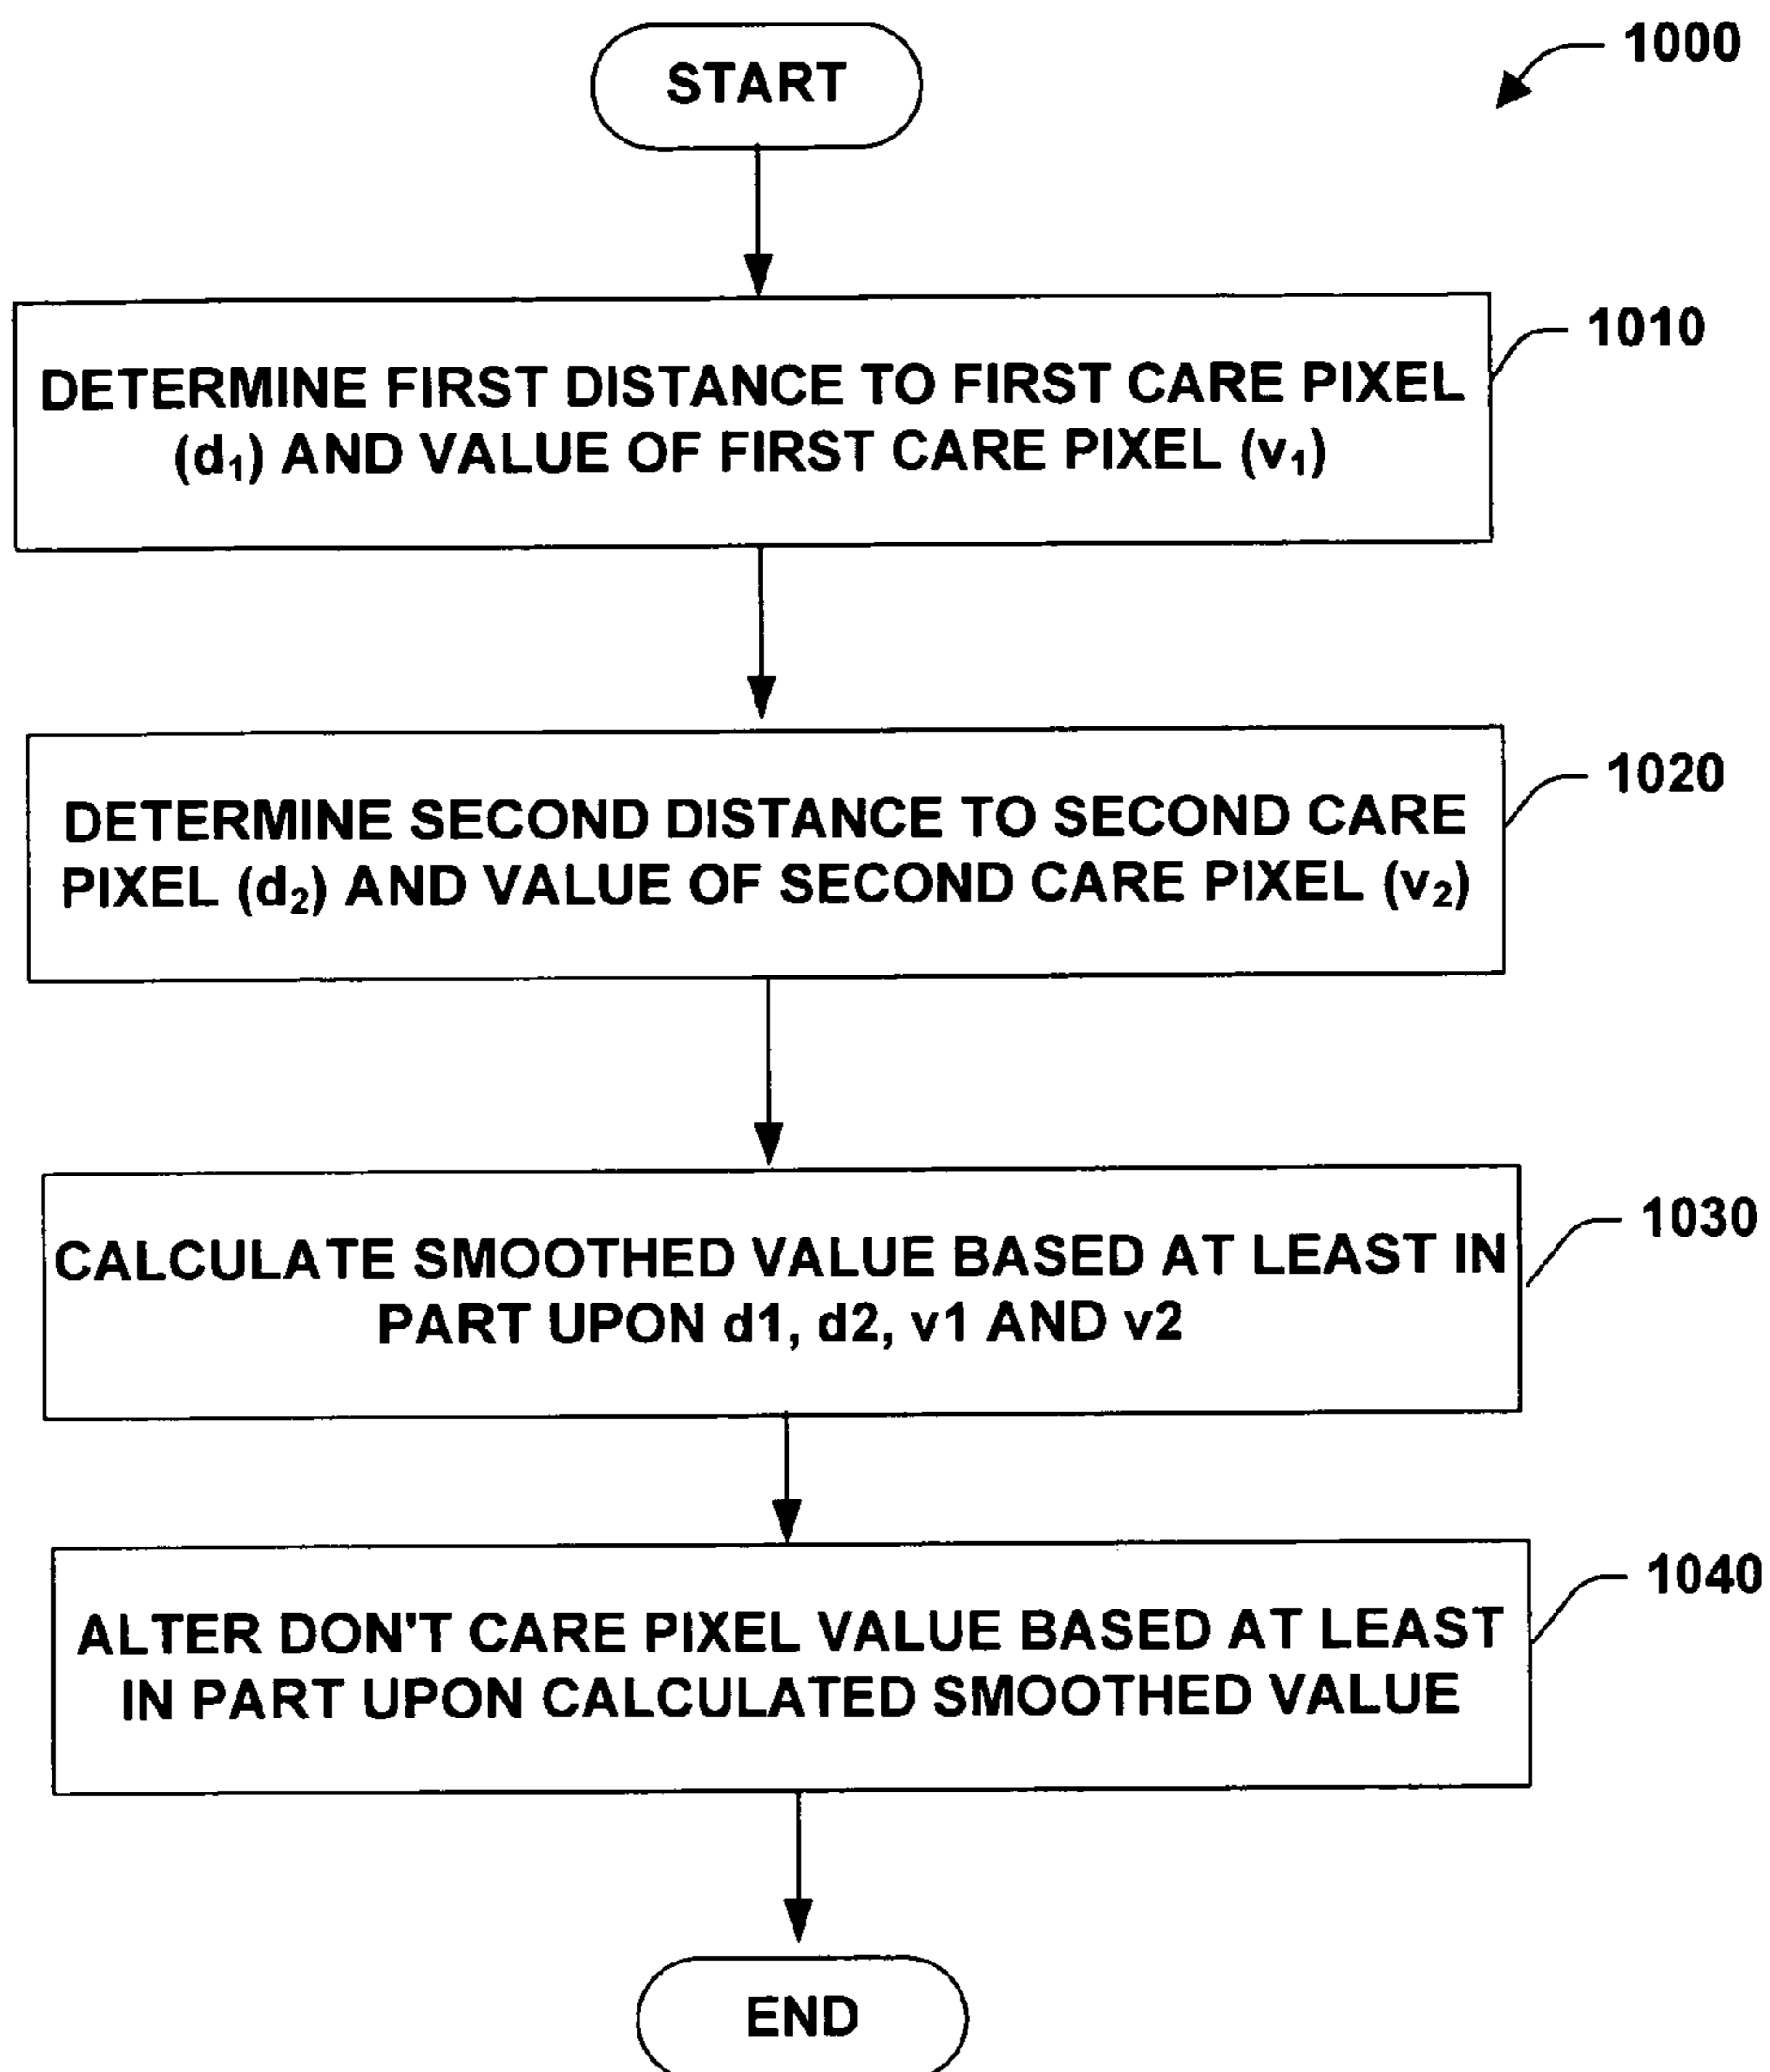 START
1000
DETERMINE FIRST DISTANCE TO FIRST CARE PIXEL
(d₁) AND VALUE OF FIRST CARE PIXEL (v₁)
1010
DETERMINE SECOND DISTANCE TO SECOND CARE
PIXEL (d₂) AND VALUE OF SECOND CARE PIXEL (v₂)
1020
CALCULATE SMOOTHED VALUE BASED AT LEAST IN
PART UPON d1, d2, v1 AND v2
1030
ALTER DON'T CARE PIXEL VALUE BASED AT LEAST
IN PART UPON CALCULATED SMOOTHED VALUE
1040
END